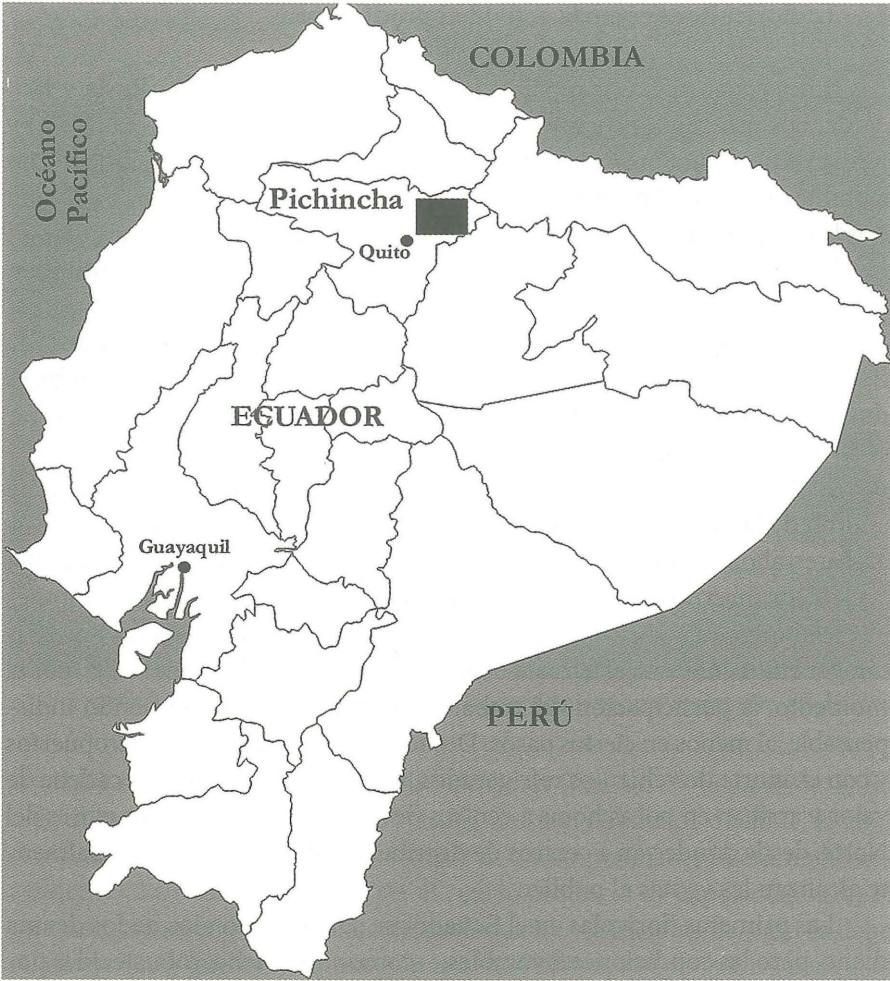 COLOMBIA
Océano
Pacífico
Pichincha
Quito
ECUADOR
Guayaquil
PERÚ